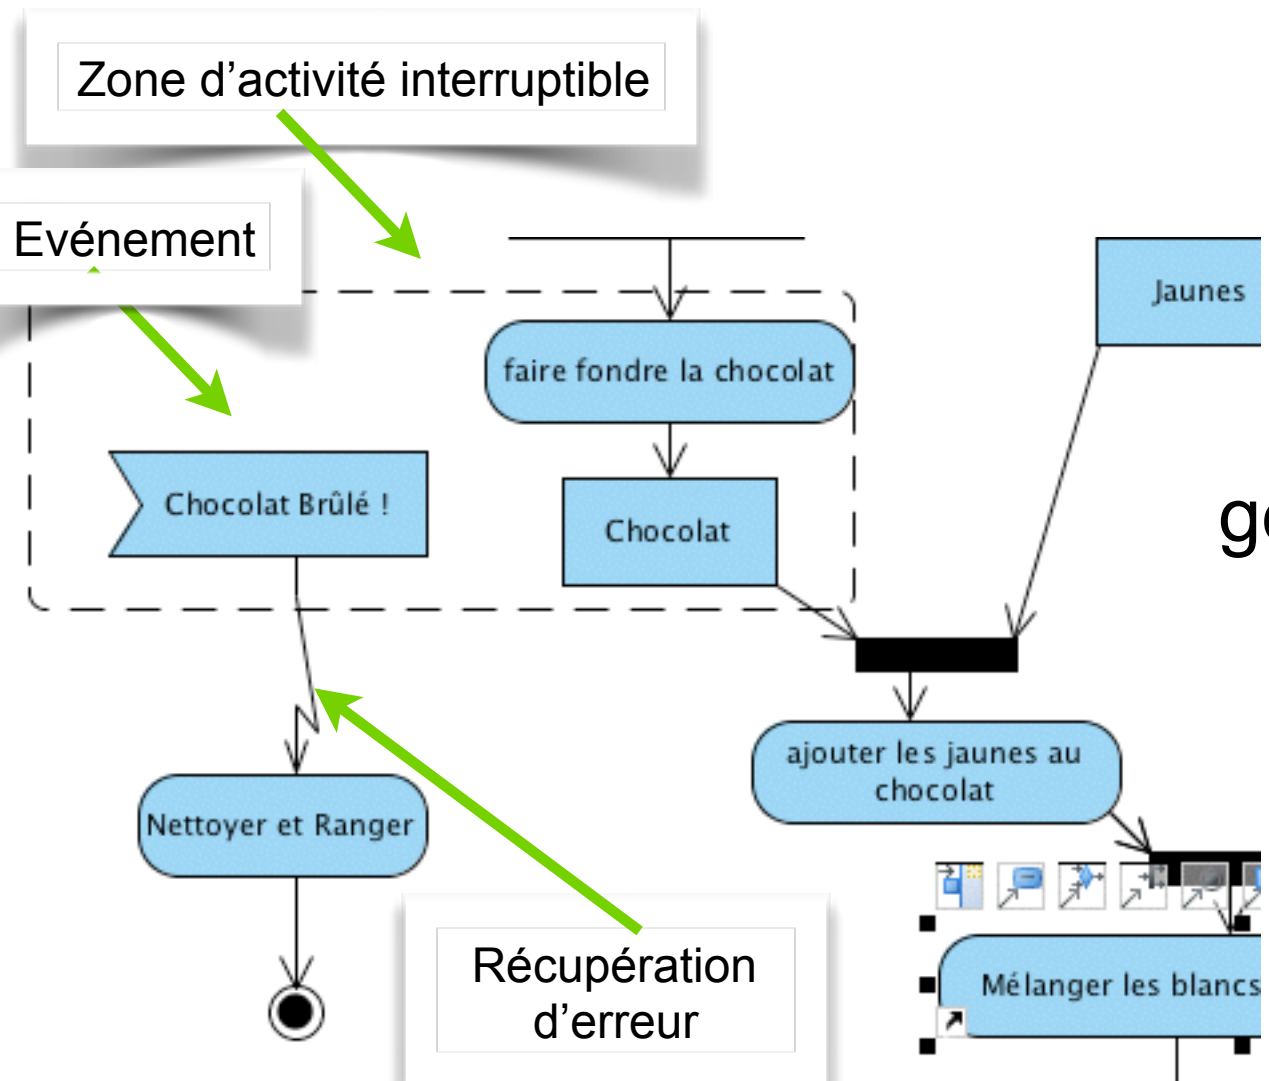 Zone d’activité interruptible
Evénement
Jaunes
faire fondre la chocolat
Chocolat Brûlé !
Chocolat
ajouter les jaunes au
chocolat
Nettoyer et Ranger
Récupération
d’erreur
Mélanger les blancs